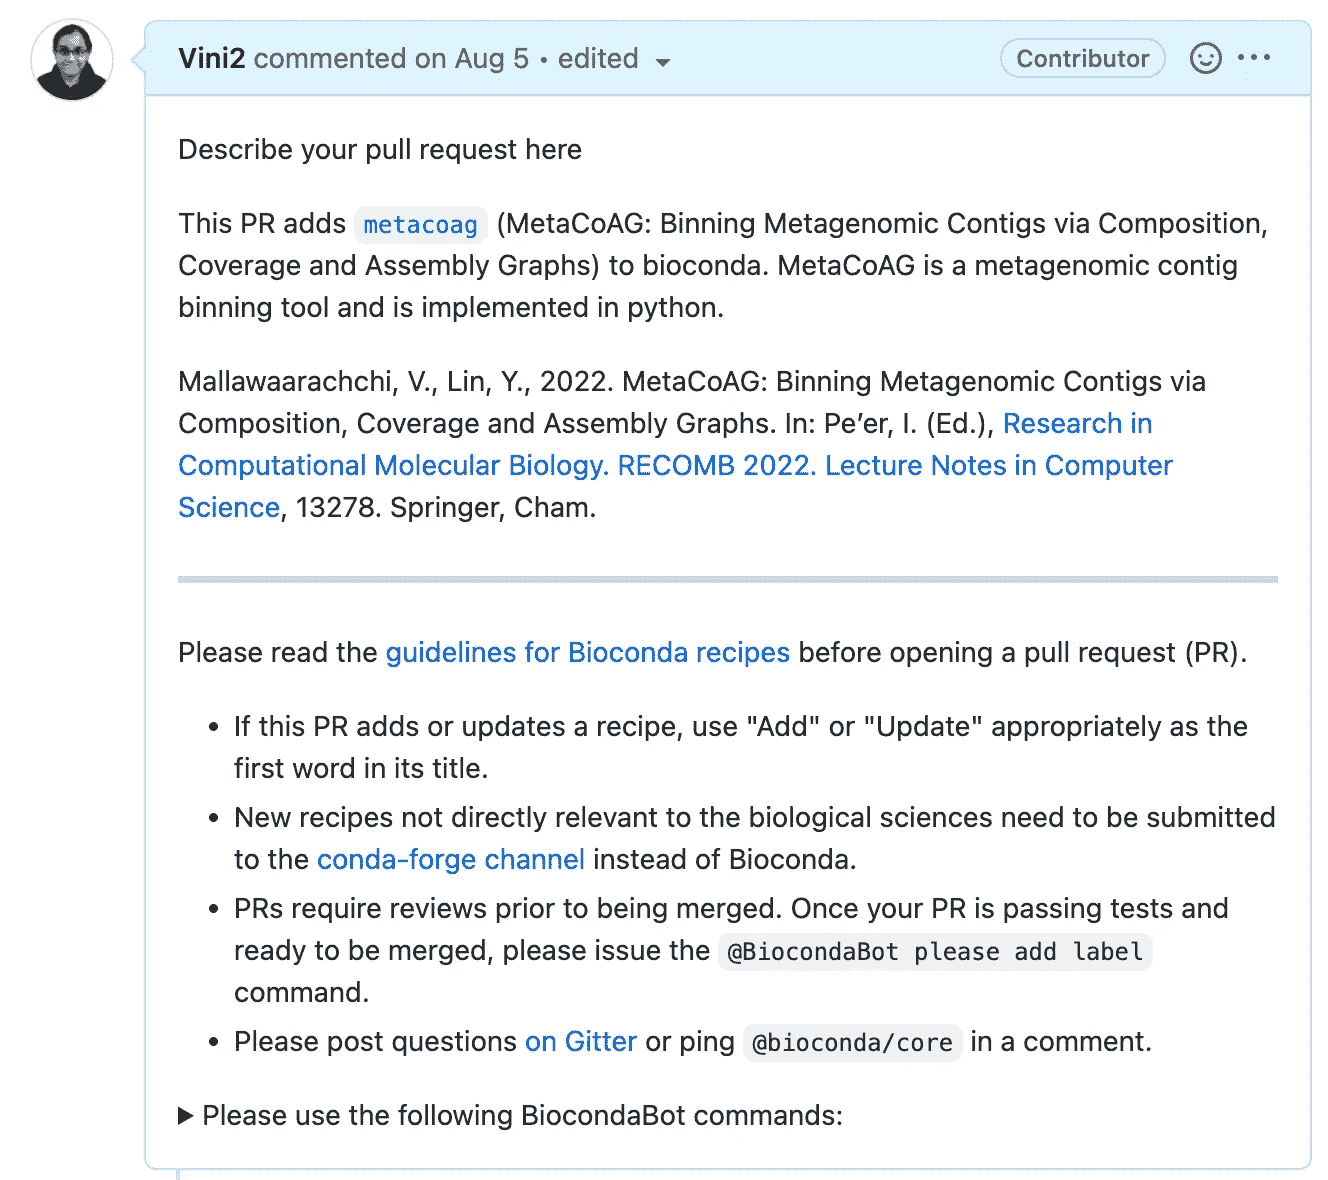 Vini2 commented on Aug 5 • edited
Contributor
Describe your pull request here
This PR adds metacoag (MetaCoAG: Binning Metagenomic Contigs via Composition,
Coverage and Assembly Graphs) to bioconda. MetaCoAG is a metagenomic contig
binning tool and is implemented in python.
Mallawaarachchi, V., Lin, Y., 2022. MetaCoAG: Binning Metagenomic Contigs via
Composition, Coverage and Assembly Graphs. In: Pe’er, I. (Ed.), Research in
Computational Molecular Biology. RECOMB 2022. Lecture Notes in Computer
Science, 13278. Springer, Cham.
Please read the guidelines for Bioconda recipes before opening a pull request (PR).
• If this PR adds or updates a recipe, use "Add" or "Update" appropriately as the
first word in its title.
• New recipes not directly relevant to the biological sciences need to be submitted
to the conda-forge channel instead of Bioconda.
• PRs require reviews prior to being merged. Once your PR is passing tests and
ready to be merged, please issue the @BiocondaBot please add label
command.
• Please post questions on Gitter or ping @bioconda/core in a comment.
▶ Please use the following BiocondaBot commands: